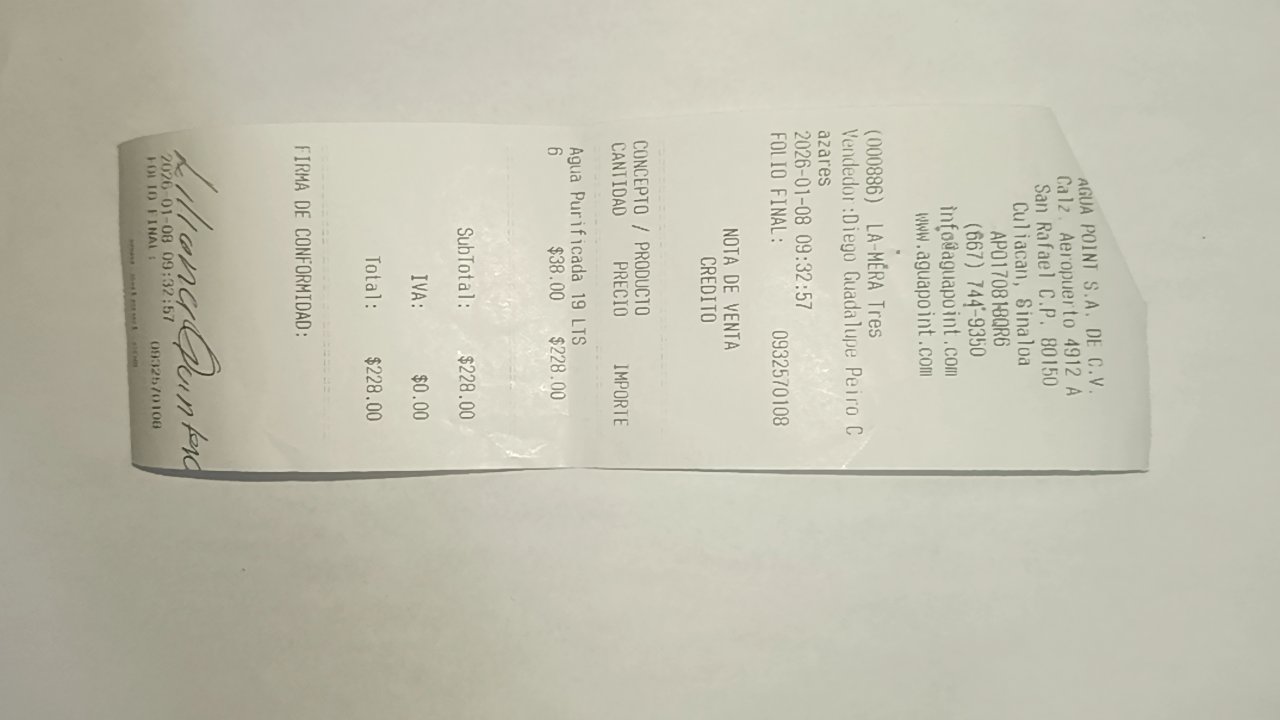 AGUA POINT S.A. DE C.V.
Calz. Aeropuerto 4912 A
San Rafael C.P. 80150
Culiacan, Sinaloa
APO170818QR6
(667) 744-9350
info@aguapoint.com
www.aguapoint.com
(000886) LA-MERA Tres
Vendedor:Diego Guadalupe Peiro C
azares
2026-01-08 09:32:57
FOLIO FINAL: 0932570108
NOTA DE VENTA
CREDITO
CONCEPTO / PRODUCTO
CANTIDAD PRECIO IMPORTE
Agua Purificada 19 LTS
6 $38.00 $228.00
SubTotal: $228.00
IVA: $0.00
Total: $228.00
FIRMA DE CONFORMIDAD:
2026-01-08 09:32:57
FOLIO FINAL: 0932570108